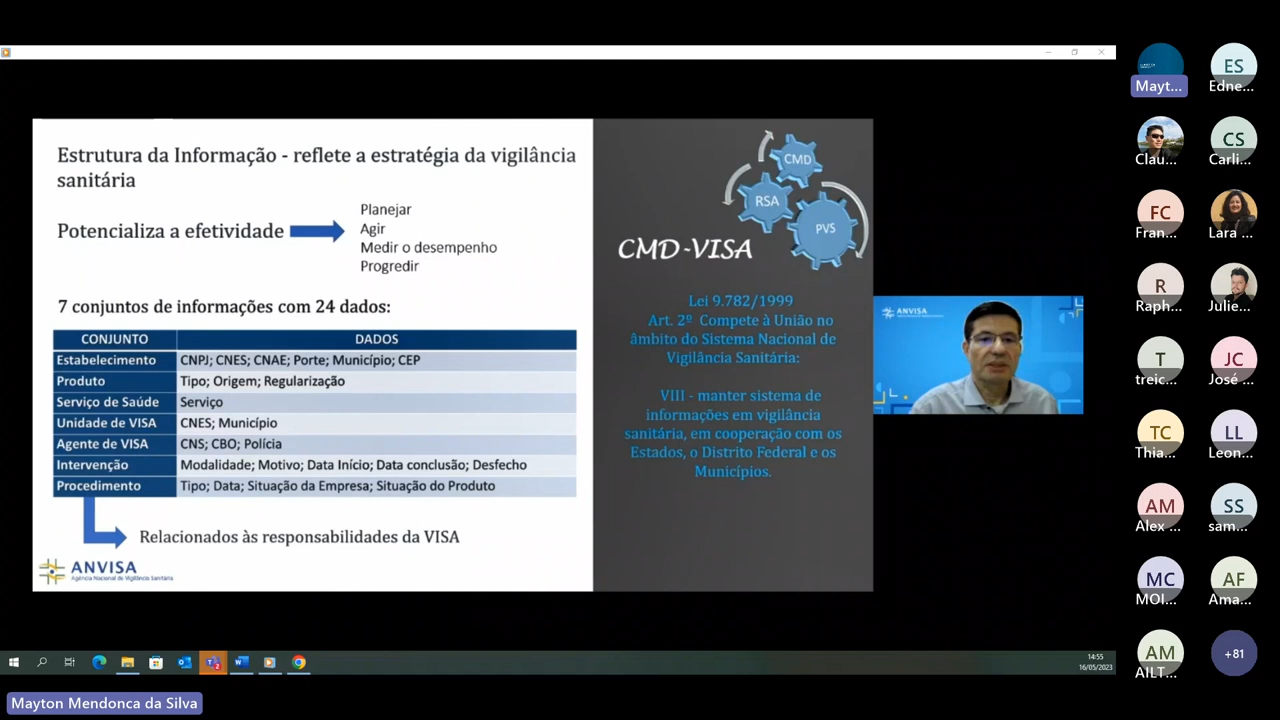 Estrutura da Informação - reflete a estratégia da vigilância
sanitária
Potencializa a efetividade
Planejar
Agir
Medir o desempenho
Progredir
7 conjuntos de informações com 24 dados:
CONJUNTO DADOS
Estabelecimento CNPJ; CNES; CNAE; Porte; Município; CEP
Produto Tipo; Origem; Regularização
Serviço de Saúde Serviço
Unidade de VISA CNES; Município
Agente de VISA CNS; CBO; Polícia
Intervenção Modalidade; Motivo; Data Início; Data conclusão; Desfecho
Procedimento Tipo; Data; Situação da Empresa; Situação do Produto
Relacionados às responsabilidades da VISA
ANVISA
Agência Nacional de Vigilância Sanitária
CMD
RSA
PVS
CMD-VISA
Lei 9.782/1999
Art. 2º Compete à União no
âmbito do Sistema Nacional de
Vigilância Sanitária:
VIII - manter sistema de
informações em vigilância
sanitária, em cooperação com os
Estados, o Distrito Federal e os
Municípios.
ANVISA
Mayt...
ES
Edne...
Clau...
CS
Carli...
FC
Fran...
Lara ...
R
Raph...
Julie...
T
treic...
JC
José ...
TC
Thia...
LL
Leon...
AM
Alex ...
SS
sam...
MC
MOI...
AF
Ama...
AM
AILT...
+81
14:55
16/05/2023
Mayton Mendonca da Silva